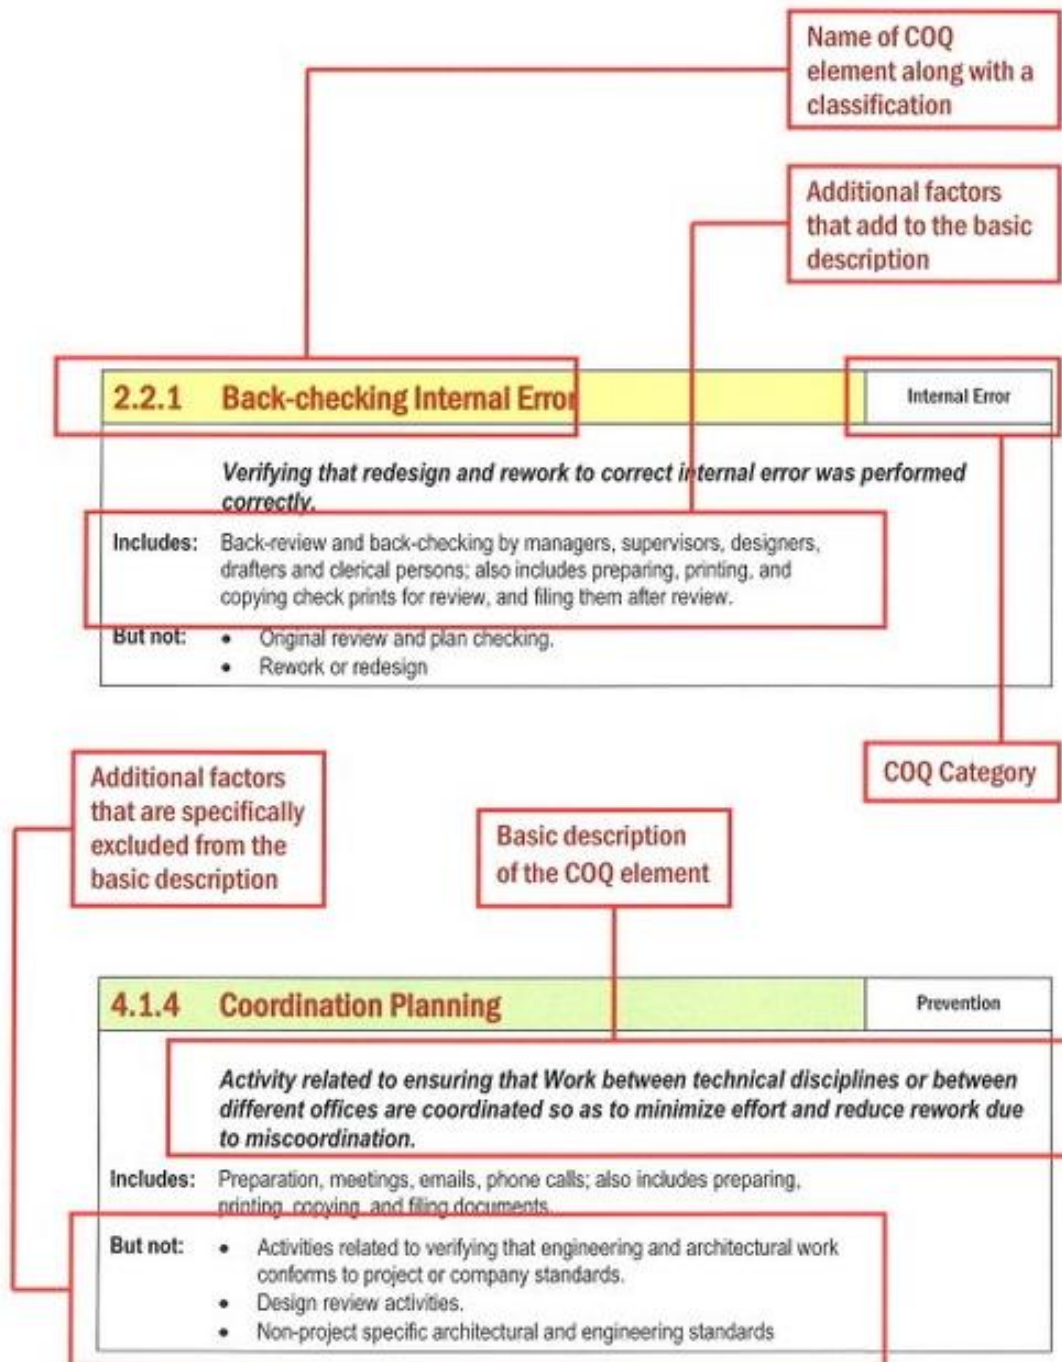 Name of COQ
element along with a
classification
Additional factors
that add to the basic
description
2.2.1 Back-checking Internal Error
Internal Error
Verifying that redesign and rework to correct internal error was performed
correctly.
Includes: Back-review and back-checking by managers, supervisors, designers,
drafters and clerical persons; also includes preparing, printing, and
copying check prints for review, and filing them after review.
But not: • Original review and plan checking.
• Rework or redesign
Additional factors
that are specifically
excluded from the
basic description
Basic description
of the COQ element
COQ Category
4.1.4 Coordination Planning
Prevention
Activity related to ensuring that Work between technical disciplines or between
different offices are coordinated so as to minimize effort and reduce rework due
to miscoordination.
Includes: Preparation, meetings, emails, phone calls; also includes preparing,
printing, copying, and filing documents.
But not: • Activities related to verifying that engineering and architectural work
conforms to project or company standards.
• Design review activities.
• Non-project specific architectural and engineering standards